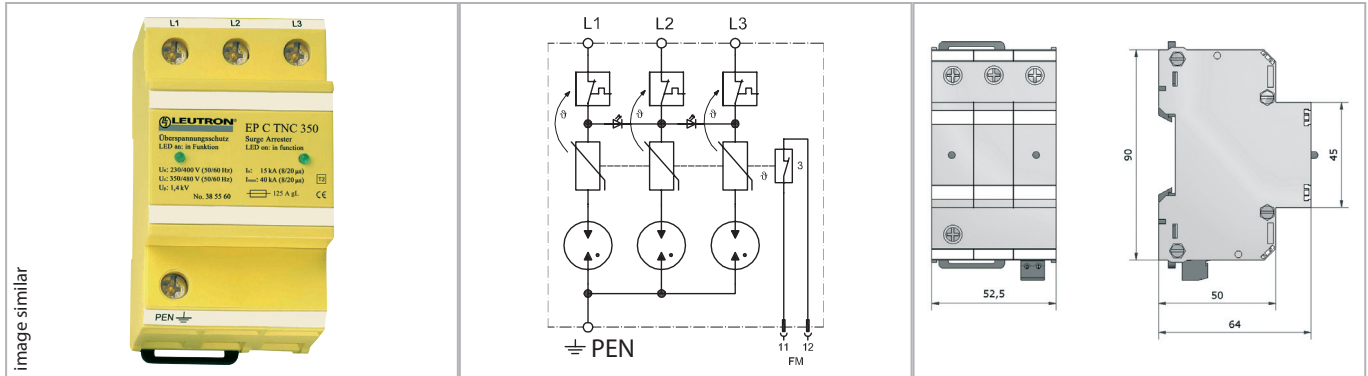 image similar
L1 L2 L3
LEUTRON®
EP C TNC 350
Überspannungsschutz
LED an: in Funktion
Surge Arrester
LED on: in function
Uₙ: 230/400 V (50/60 Hz)
U꜀: 350/480 V (50/60 Hz)
Uₚ: 1,4 kV
No. 38 55 60
Iₙ: 15 kA (8/20 µs)
Iₘₐₓ: 40 kA (8/20 µs)
T2
125 A gL
CE
PEN
L1 L2 L3
ϑ ϑ ϑ
ϑ 3
PEN
11 12
FM
90
52,5
45
50
64